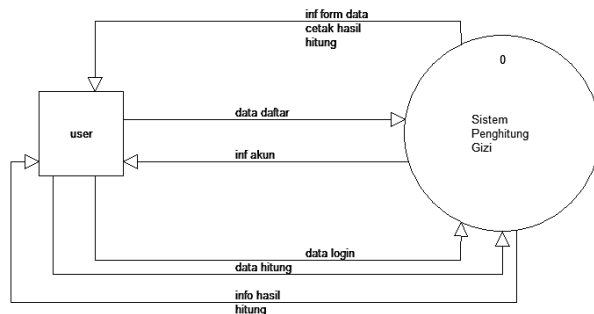 inf form data
cetak hasil
hitung
0
user
data daftar
Sistem
Penghitung
Gizi
inf akun
data login
data hitung
info hasil
hitung